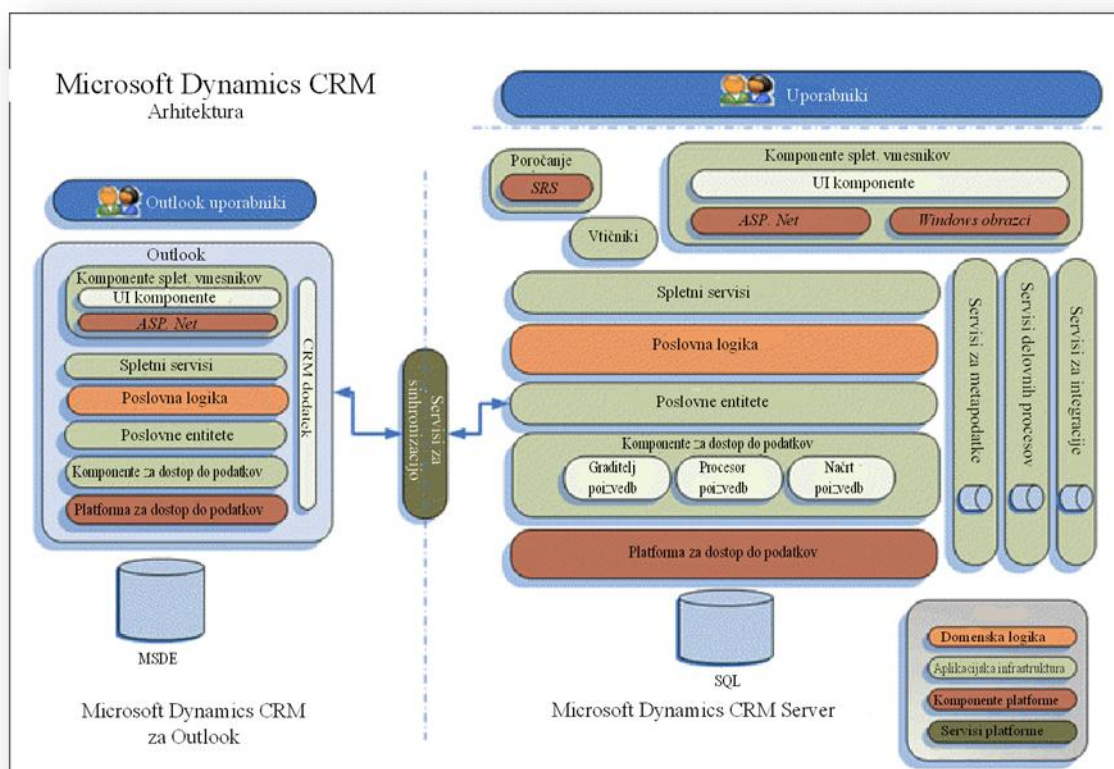 Microsoft Dynamics CRM
Arhitektura
Outlook uporabniki
Outlook
Komponente splet. vmesnikov
UI komponente
ASP. Net
Spletni servisi
Poslovna logika
Poslovne entitete
Komponente za dostop do podatkov
Platforma za dostop do podatkov
CRM dodatek
MSDE
Microsoft Dynamics CRM
za Outlook
Servisi za
sinhronizacijo
Uporabniki
Poročanje
SRS
Vtičniki
Komponente splet. vmesnikov
UI komponente
ASP. Net
Windows obrazci
Spletni servisi
Poslovna logika
Poslovne entitete
Komponente za dostop do podatkov
Graditelj
poizvedb
Procesor
poizvedb
Načrt
poizvedb
Platforma za dostop do podatkov
Servisi za metapodatke
Servisi delovnih procesov
Servisi za integracije
SQL
Microsoft Dynamics CRM Server
Domenska logika
Aplikacijska infrastruktura
Komponente platforme
Servisi platforme